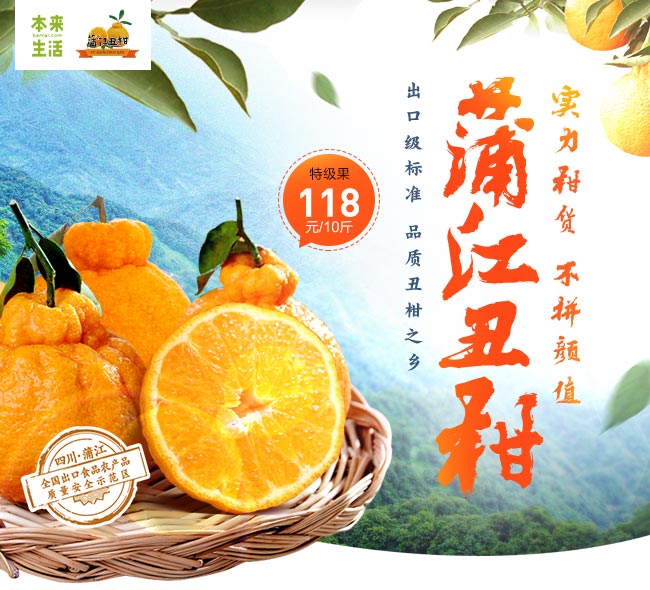 本来
生活
benlai.com
蒲江丑柑
特级果
118
元/10斤
实力柑货 不拼颜值
蒲江丑柑
出口级标准 品质丑柑之乡
四川·蒲江
全国出口食品农产品
质量安全示范区